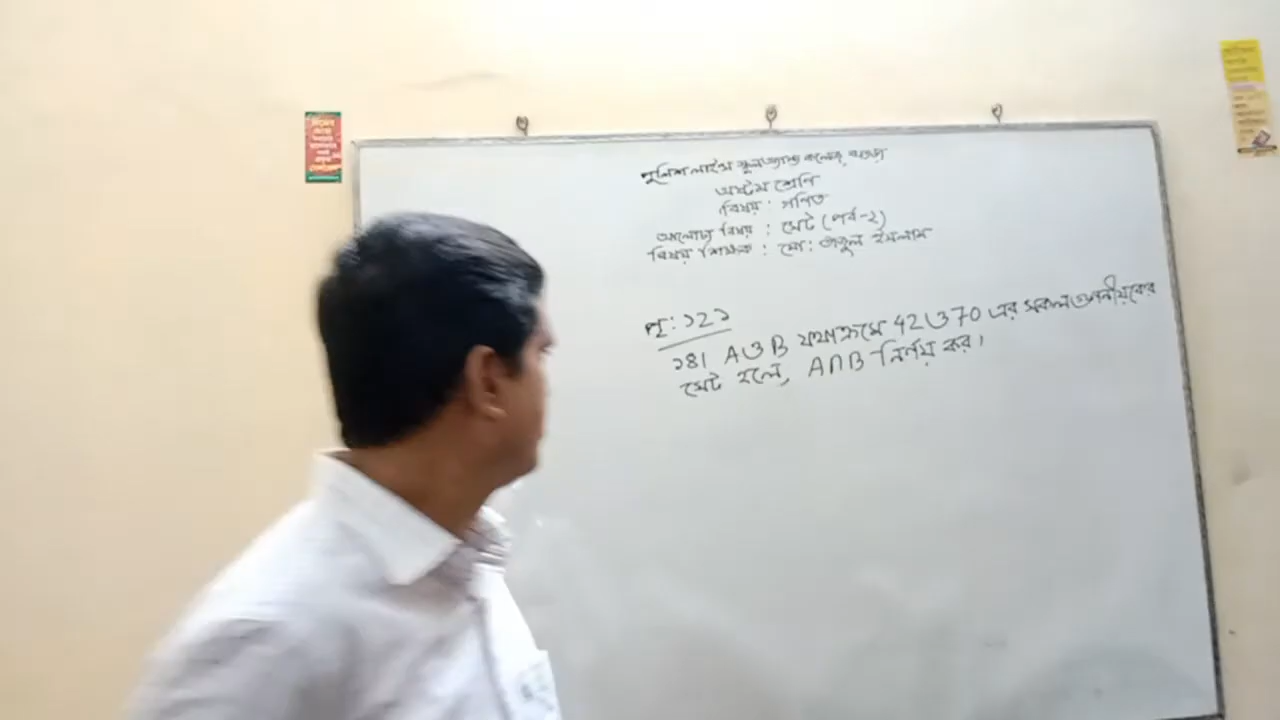 পুলিশ লাইন্স স্কুল অ্যান্ড কলেজ, বগুড়া
অষ্টম শ্রেণি
বিষয় : গণিত
আলোচ্য বিষয় : সেট (পর্ব-২)
বিষয় শিক্ষক : মো: ইসলাম
পৃ: ১২১
১৪। A ও B যথাক্রমে 42 ও 70 এর সকল গুণনীয়কের
সেট হলে, A∩B নির্ণয় কর।